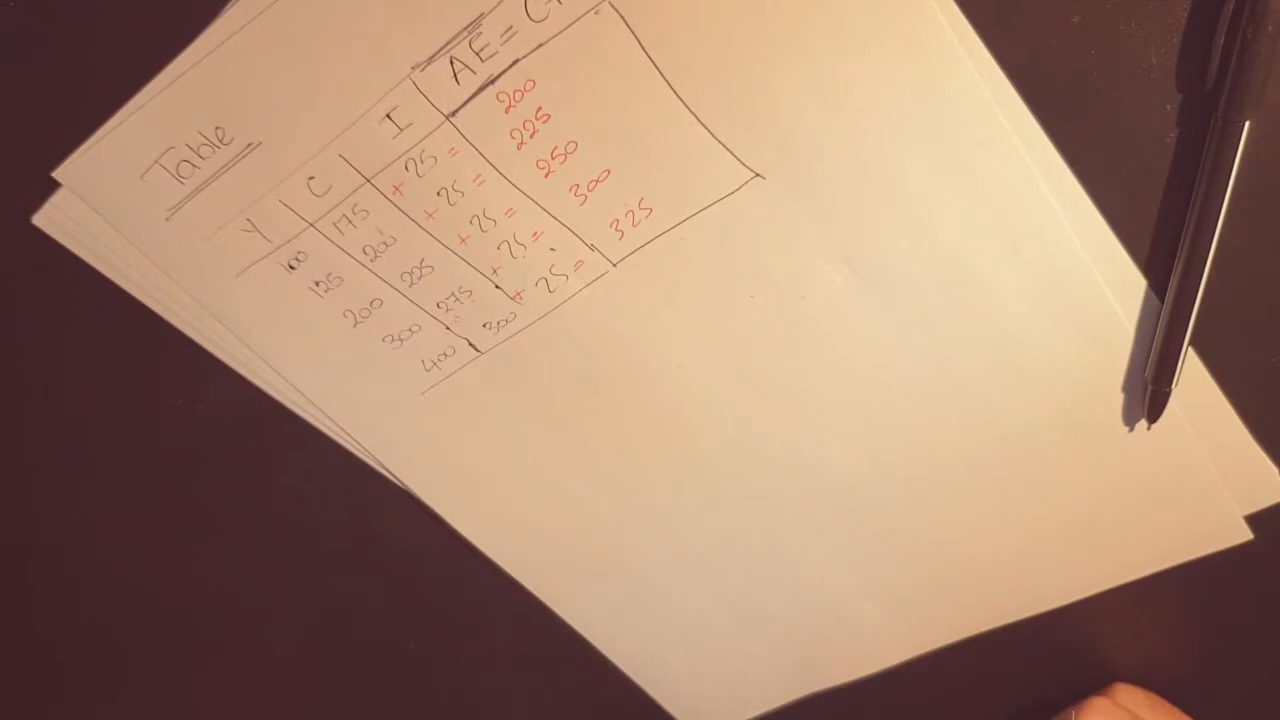 Table
Y C I AE = C+
100 175 + 25 = 200
125 200 + 25 = 225
200 225 + 25 = 250
300 275 + 25 = 300
400 300 + 25 = 325